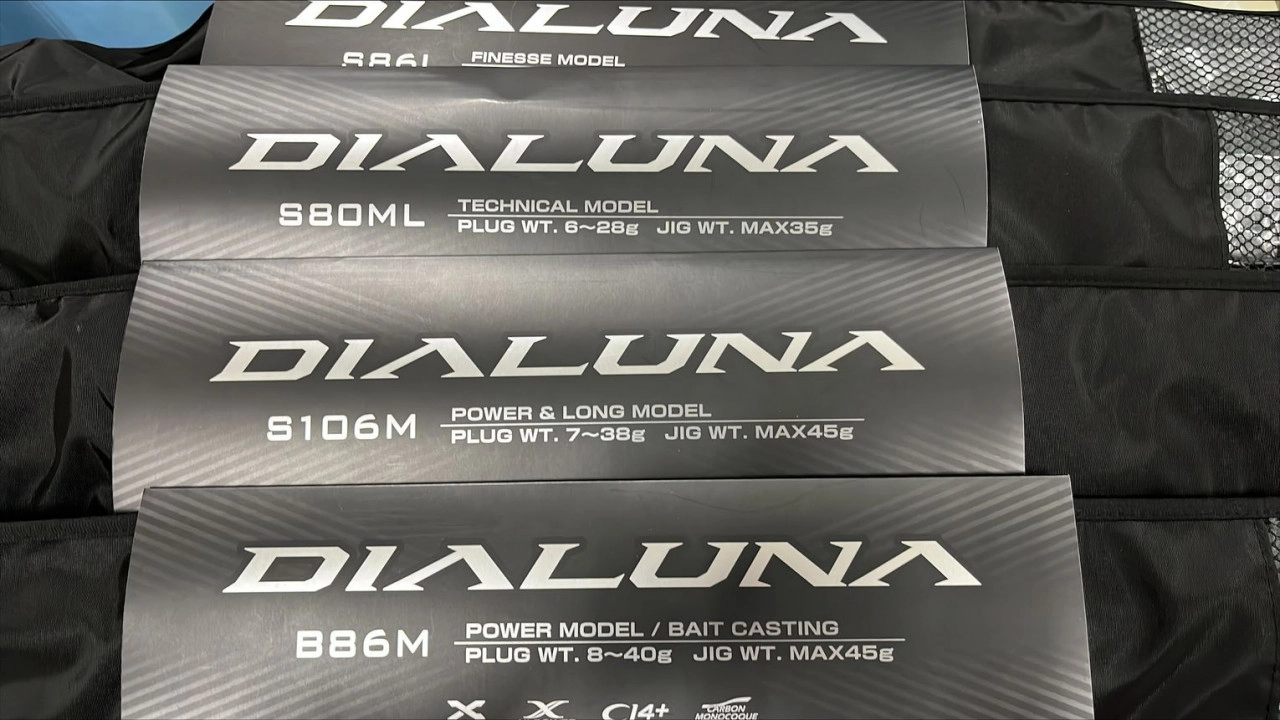 DIALUNA
S86L FINESSE MODEL
DIALUNA
S80ML TECHNICAL MODEL
PLUG WT. 6~28g JIG WT. MAX35g
DIALUNA
S106M POWER & LONG MODEL
PLUG WT. 7~38g JIG WT. MAX45g
DIALUNA
B86M POWER MODEL / BAIT CASTING
PLUG WT. 8~40g JIG WT. MAX45g
X X CI4+ CARBON MONOCOQUE